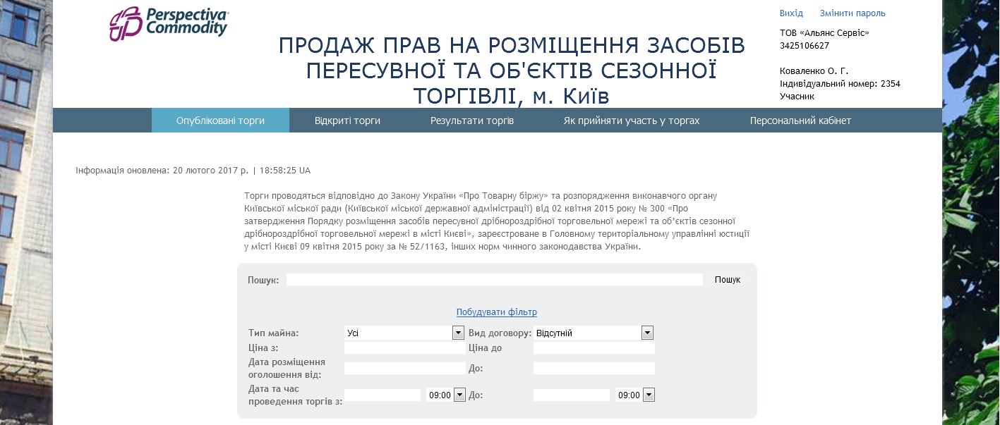 Perspectiva
Commodity
Вихід Змінити пароль
ТОВ «Альянс Сервіс»
3425106627
Коваленко О. Г.
Індивідуальний номер: 2354
Учасник
ПРОДАЖ ПРАВ НА РОЗМІЩЕННЯ ЗАСОБІВ
ПЕРЕСУВНОЇ ТА ОБ'ЄКТІВ СЕЗОННОЇ
ТОРГІВЛІ, м. Київ
Опубліковані торги Відкриті торги Результати торгів Як прийняти участь у торгах Персональний кабінет
Інформація оновлена: 20 лютого 2017 р. | 18:58:25 UA
Торги проводяться відповідно до Закону України «Про Товарну біржу» та розпорядження виконавчого органу
Київської міської ради (Київської міської державної адміністрації) від 02 квітня 2015 року № 300 «Про
затвердження Порядку розміщення засобів пересувної дрібнороздрібної торговельної мережі та об’єктів сезонної
дрібнороздрібної торговельної мережі в місті Києві», зареєстроване в Головному територіальному управлінні юстиції
у місті Києві 09 квітня 2015 року за № 52/1163, інших норм чинного законодавства України.
Пошук: Пошук
Побудувати фільтр
Тип майна: Усі Вид договору: Відсутній
Ціна з: Ціна до
Дата розміщення
оголошення від: До:
Дата та час
проведення торгів з: 09:00 До: 09:00